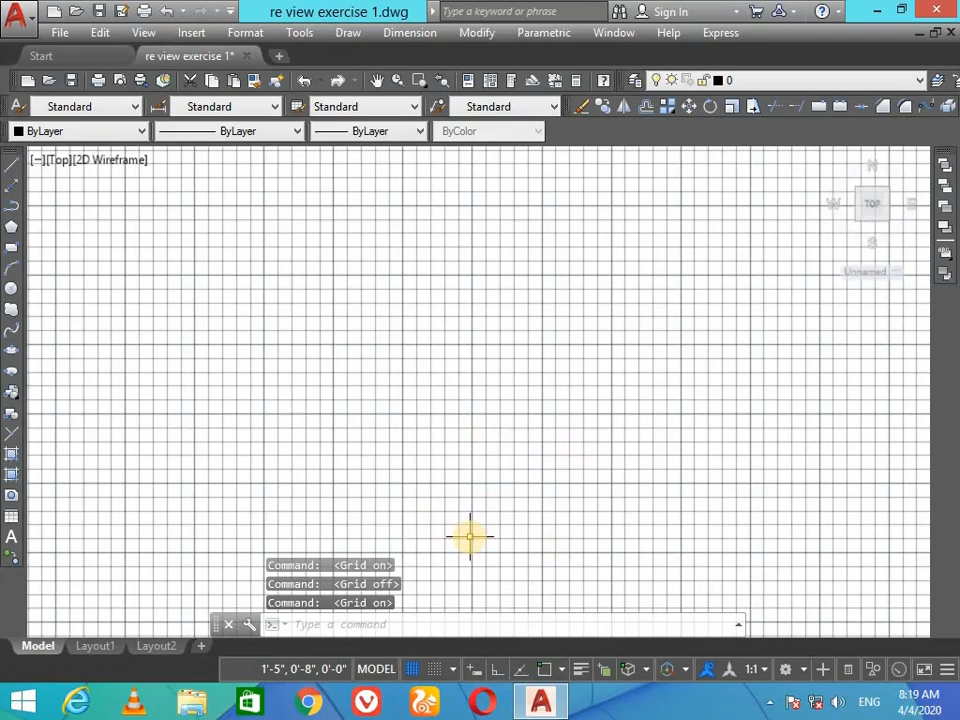 re view exercise 1.dwg
Type a keyword or phrase
Sign In
File Edit View Insert Format Tools Draw Dimension Modify Parametric Window Help Express
Start
re view exercise 1*
0
Standard Standard Standard Standard
ByLayer ByLayer ByLayer ByColor
[−][Top][2D Wireframe]
N
W TOP E
S
Unnamed
Command: <Grid on>
Command: <Grid off>
Command: <Grid on>
Type a command
Model Layout1 Layout2
1'-5", 0'-8", 0'-0" MODEL 1:1
ENG
8:19 AM
4/4/2020